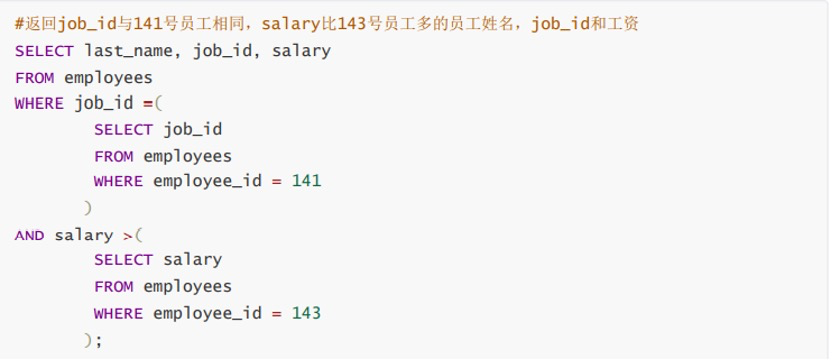 #返回job_id与141号员工相同，salary比143号员工多的员工姓名，job_id和工资
SELECT last_name, job_id, salary
FROM employees
WHERE job_id =(
SELECT job_id
FROM employees
WHERE employee_id = 141
)
AND salary >(
SELECT salary
FROM employees
WHERE employee_id = 143
);